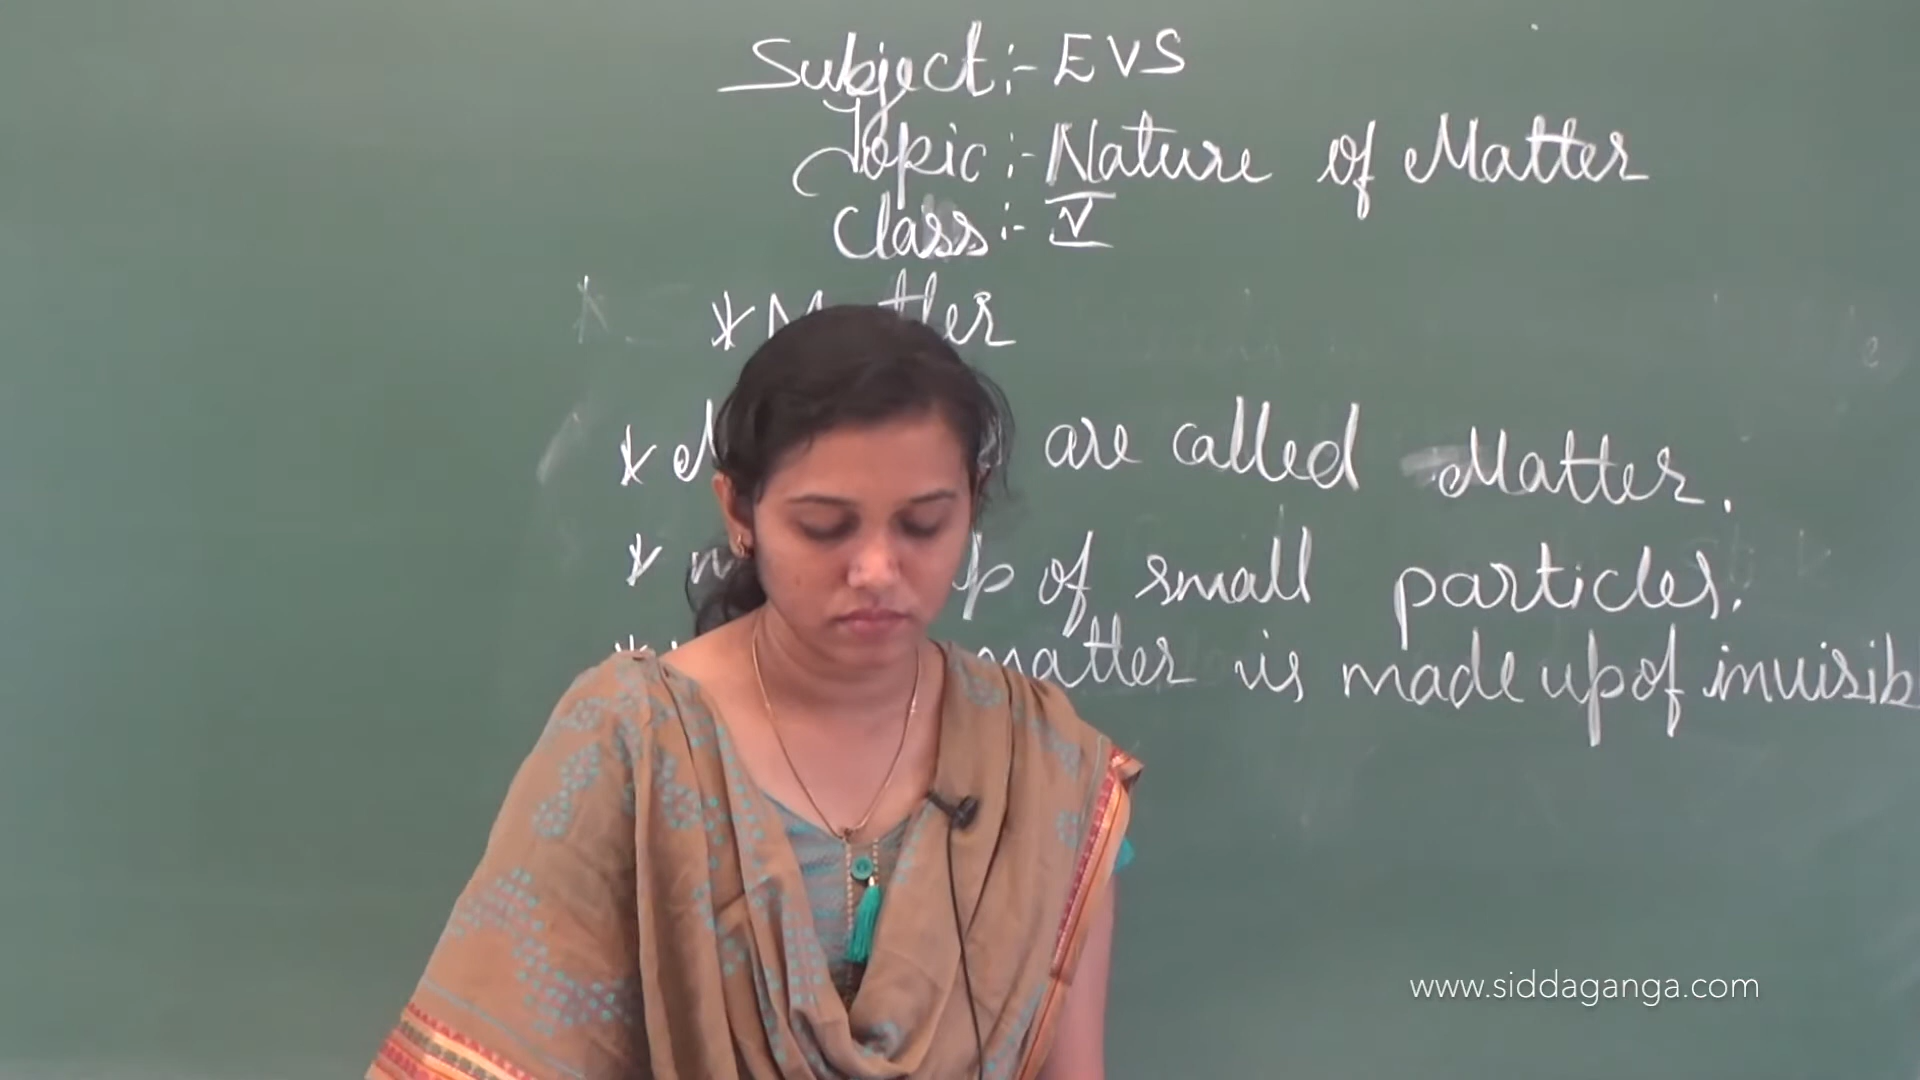 Subject :- EVS
Topic :- Nature of Matter
Class :- V
* Matter
* are called Matter.
* of small particles.
* matter is made up of invisib
www.siddaganga.com